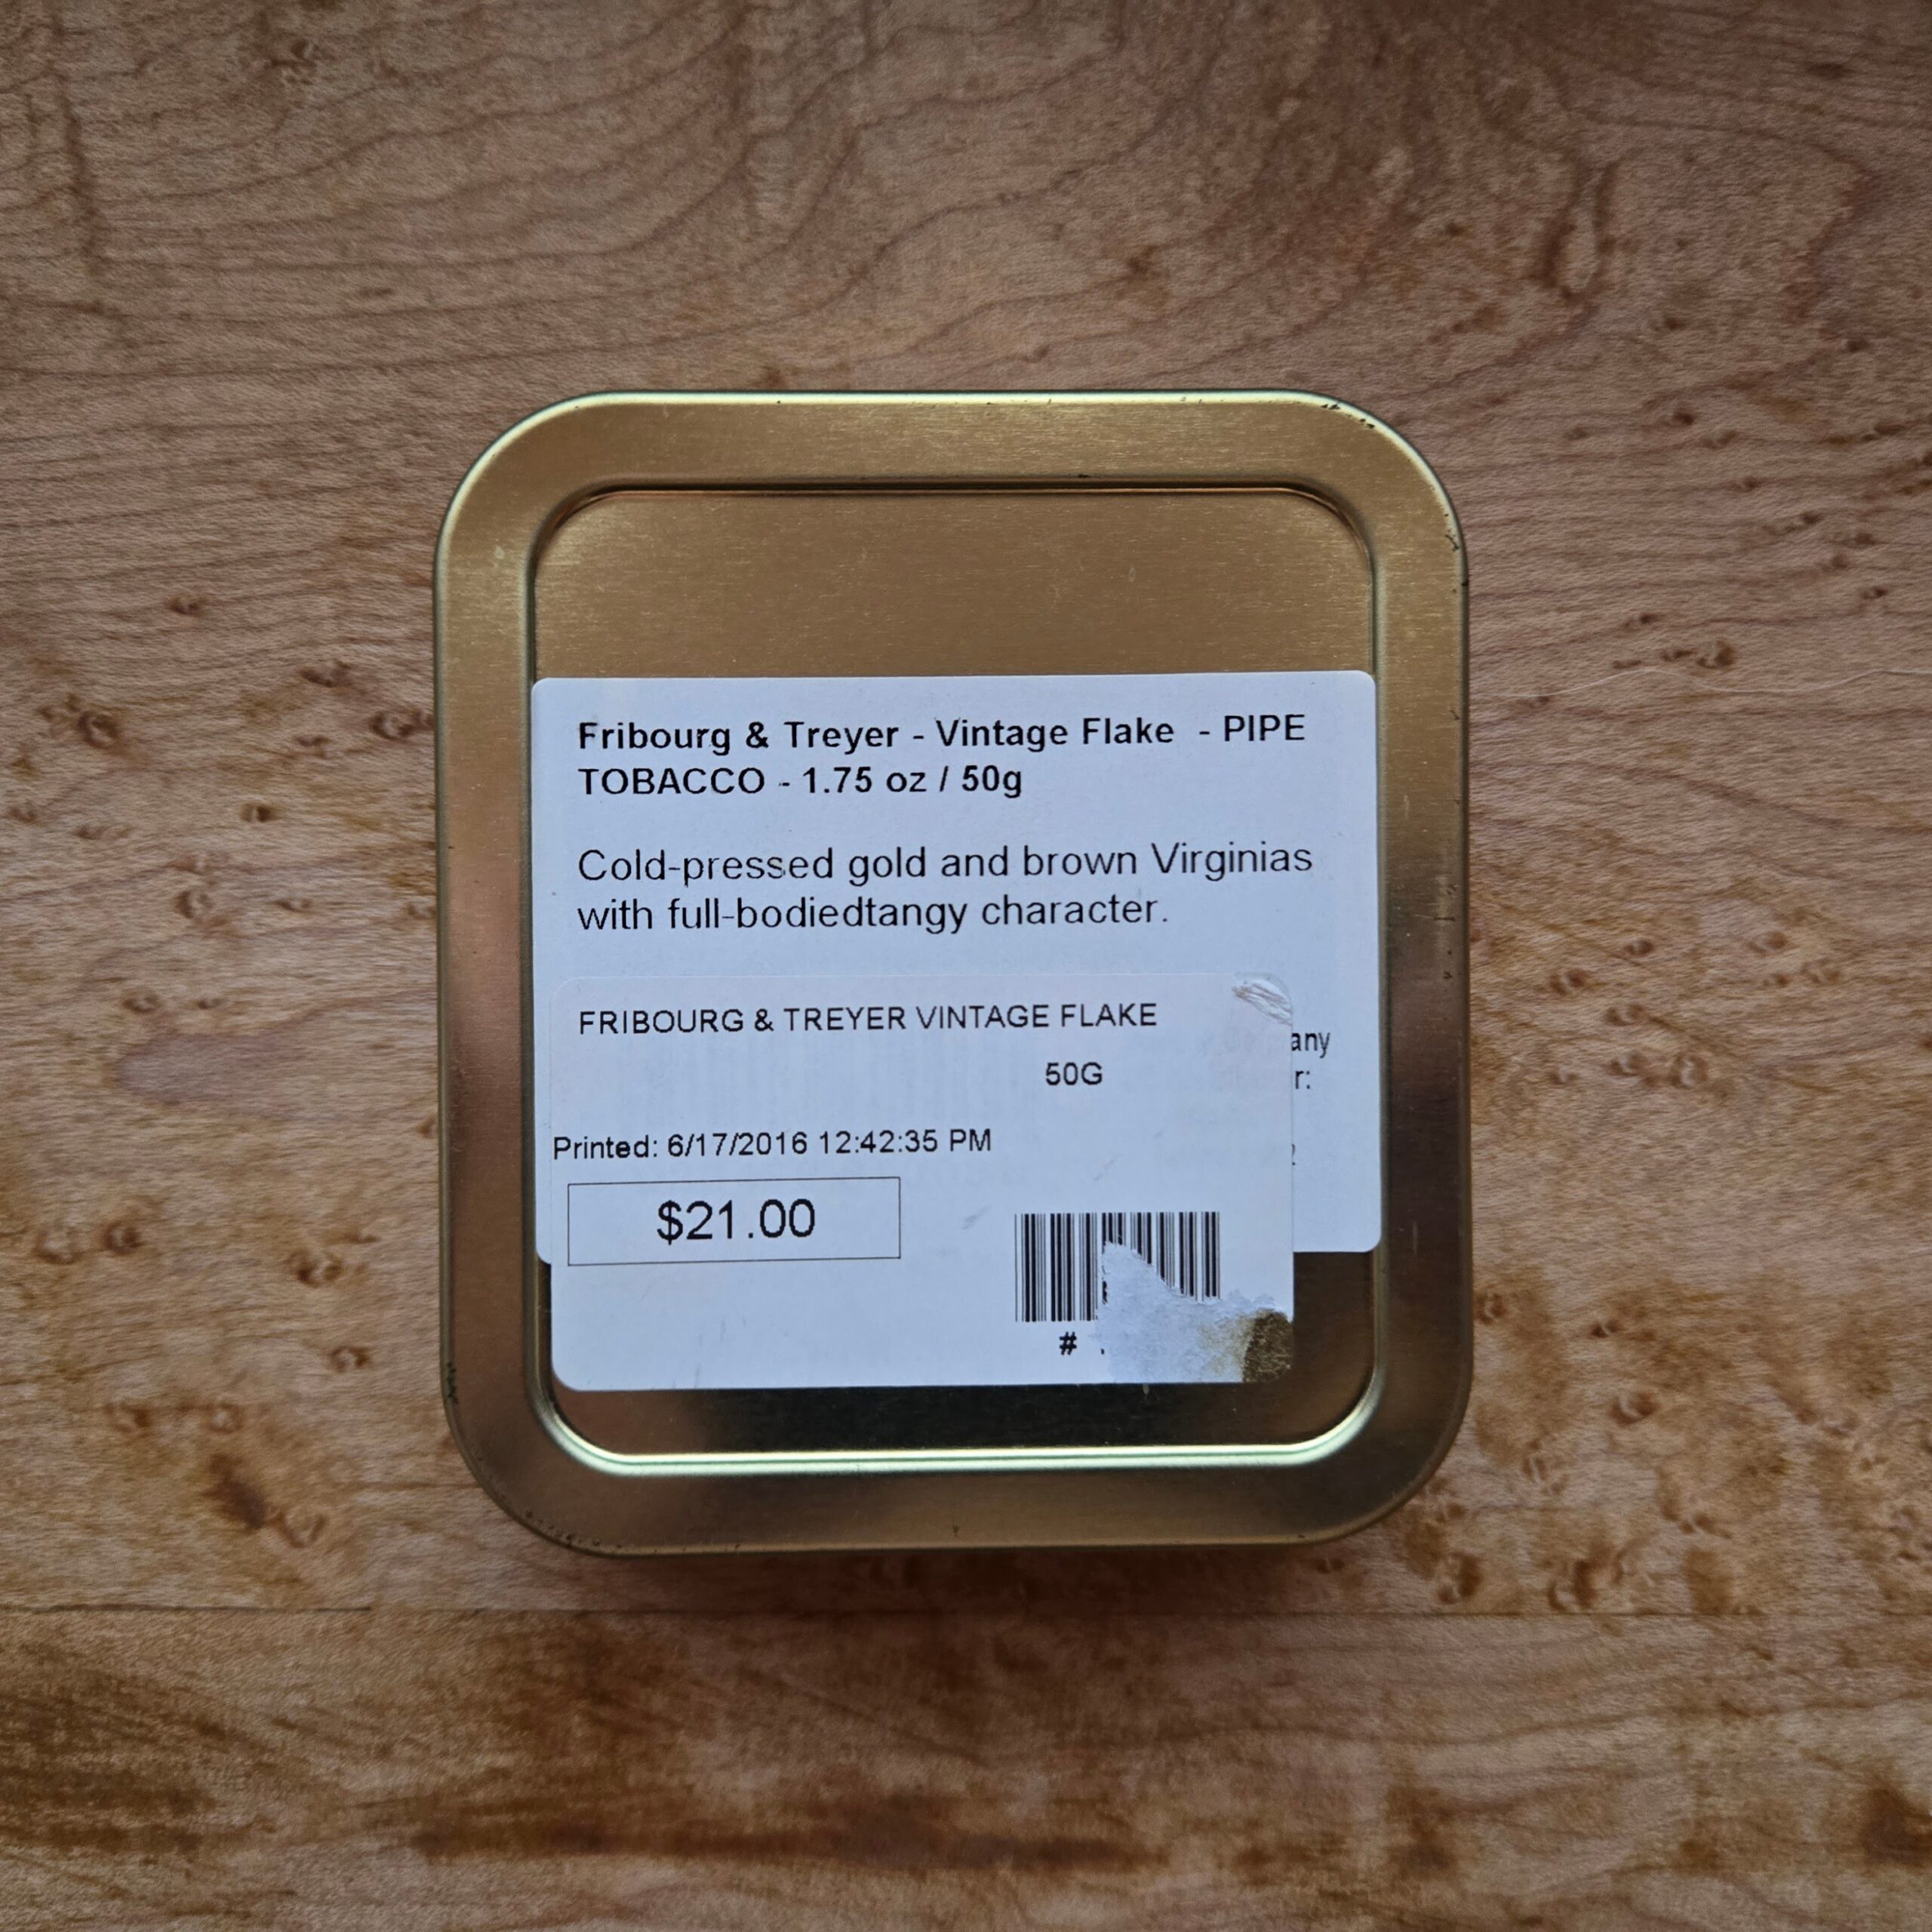 Fribourg & Treyer - Vintage Flake  - PIPE
TOBACCO - 1.75 oz / 50g
Cold-pressed gold and brown Virginias
with full-bodiedtangy character.
FRIBOURG & TREYER VINTAGE FLAKE
50G
any
r:
Printed: 6/17/2016 12:42:35 PM
$21.00
#